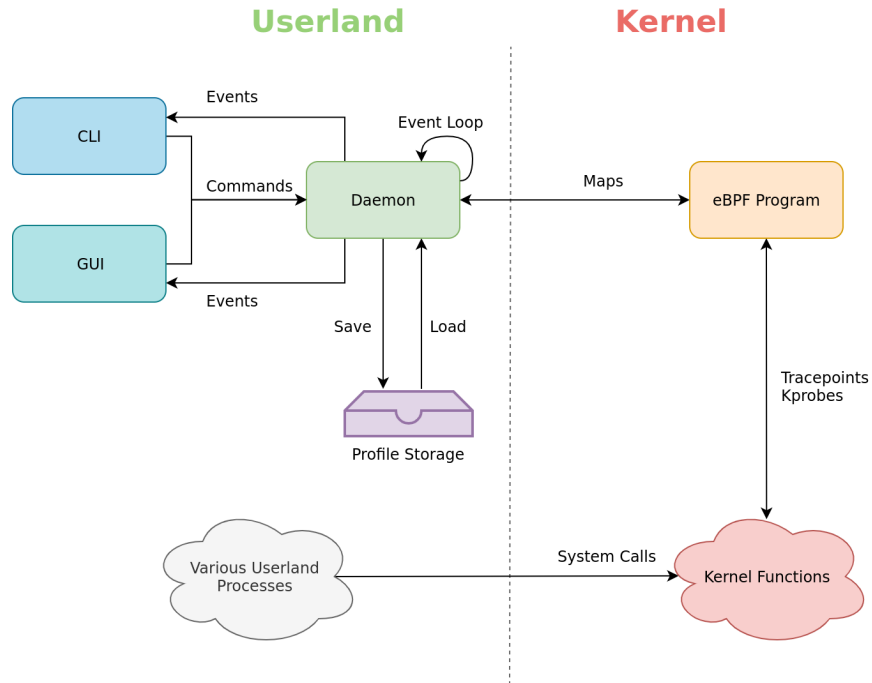 Userland
Kernel
Events
CLI
Event Loop
Commands
Daemon
Maps
eBPF Program
GUI
Events
Save
Load
Tracepoints
Kprobes
Profile Storage
System Calls
Various Userland
Processes
Kernel Functions